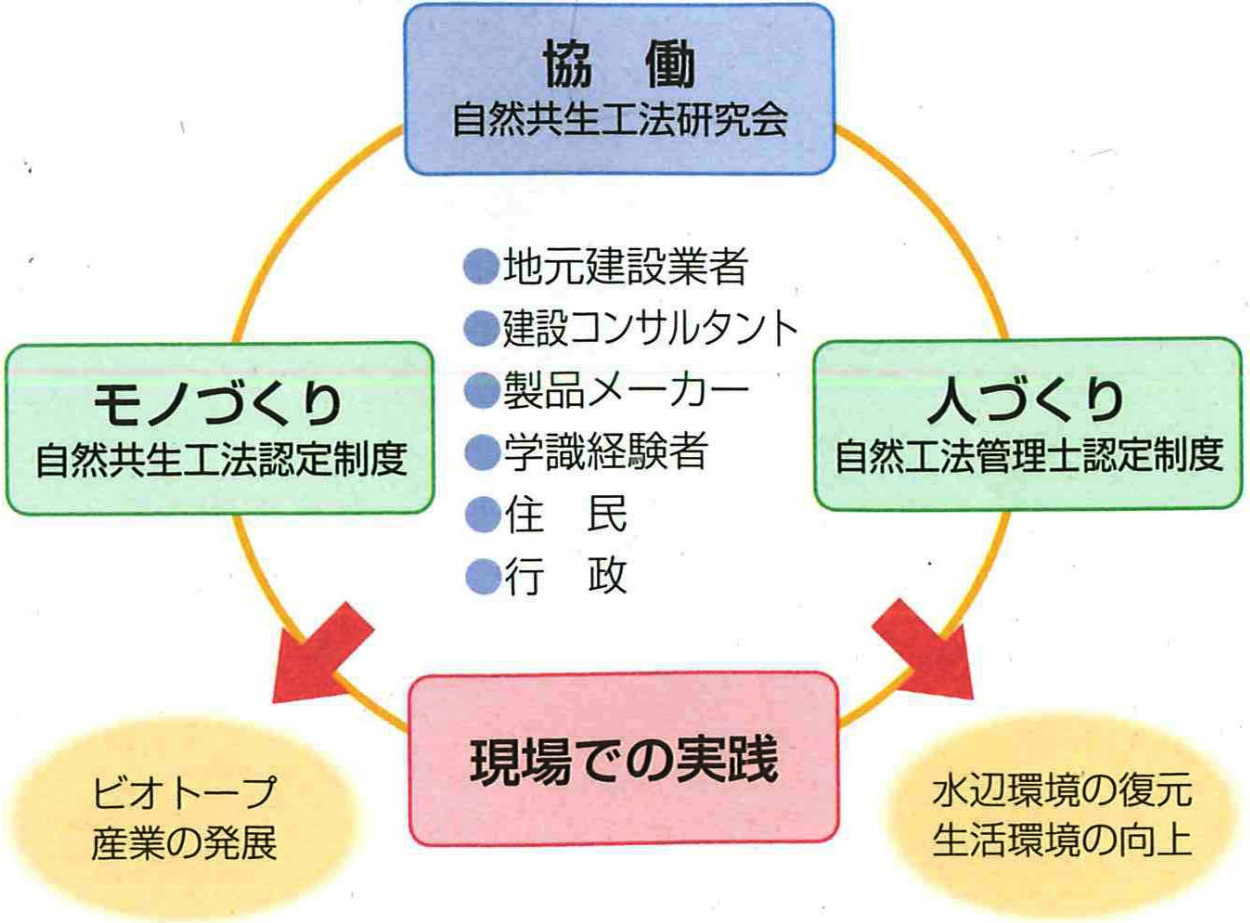 協　働
自然共生工法研究会
●地元建設業者
●建設コンサルタント
●製品メーカー
●学識経験者
●住　民
●行　政
モノづくり
自然共生工法認定制度
人づくり
自然工法管理士認定制度
現場での実践
ビオトープ
産業の発展
水辺環境の復元
生活環境の向上